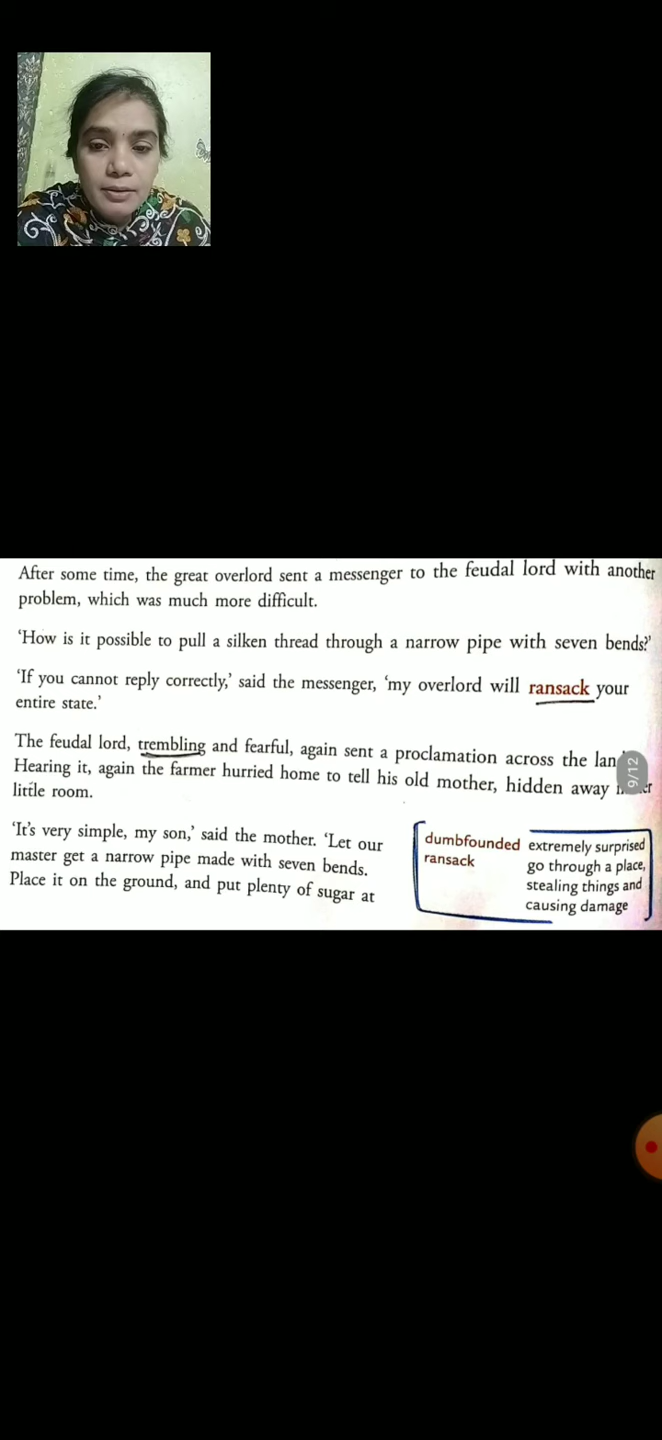 After some time, the great overlord sent a messenger to the feudal lord with another
problem, which was much more difficult.
‘How is it possible to pull a silken thread through a narrow pipe with seven bends?’
‘If you cannot reply correctly,’ said the messenger, ‘my overlord will ransack your
entire state.’
The feudal lord, trembling and fearful, again sent a proclamation across the
9/12
Hearing it, again the farmer hurried home to tell his old mother, hidden away
little room.
‘It’s very simple, my son,’ said the mother. ‘Let our
master get a narrow pipe made with seven bends.
Place it on the ground, and put plenty of sugar at
dumbfounded extremely surprised
ransack go through a place,
stealing things and
causing damage